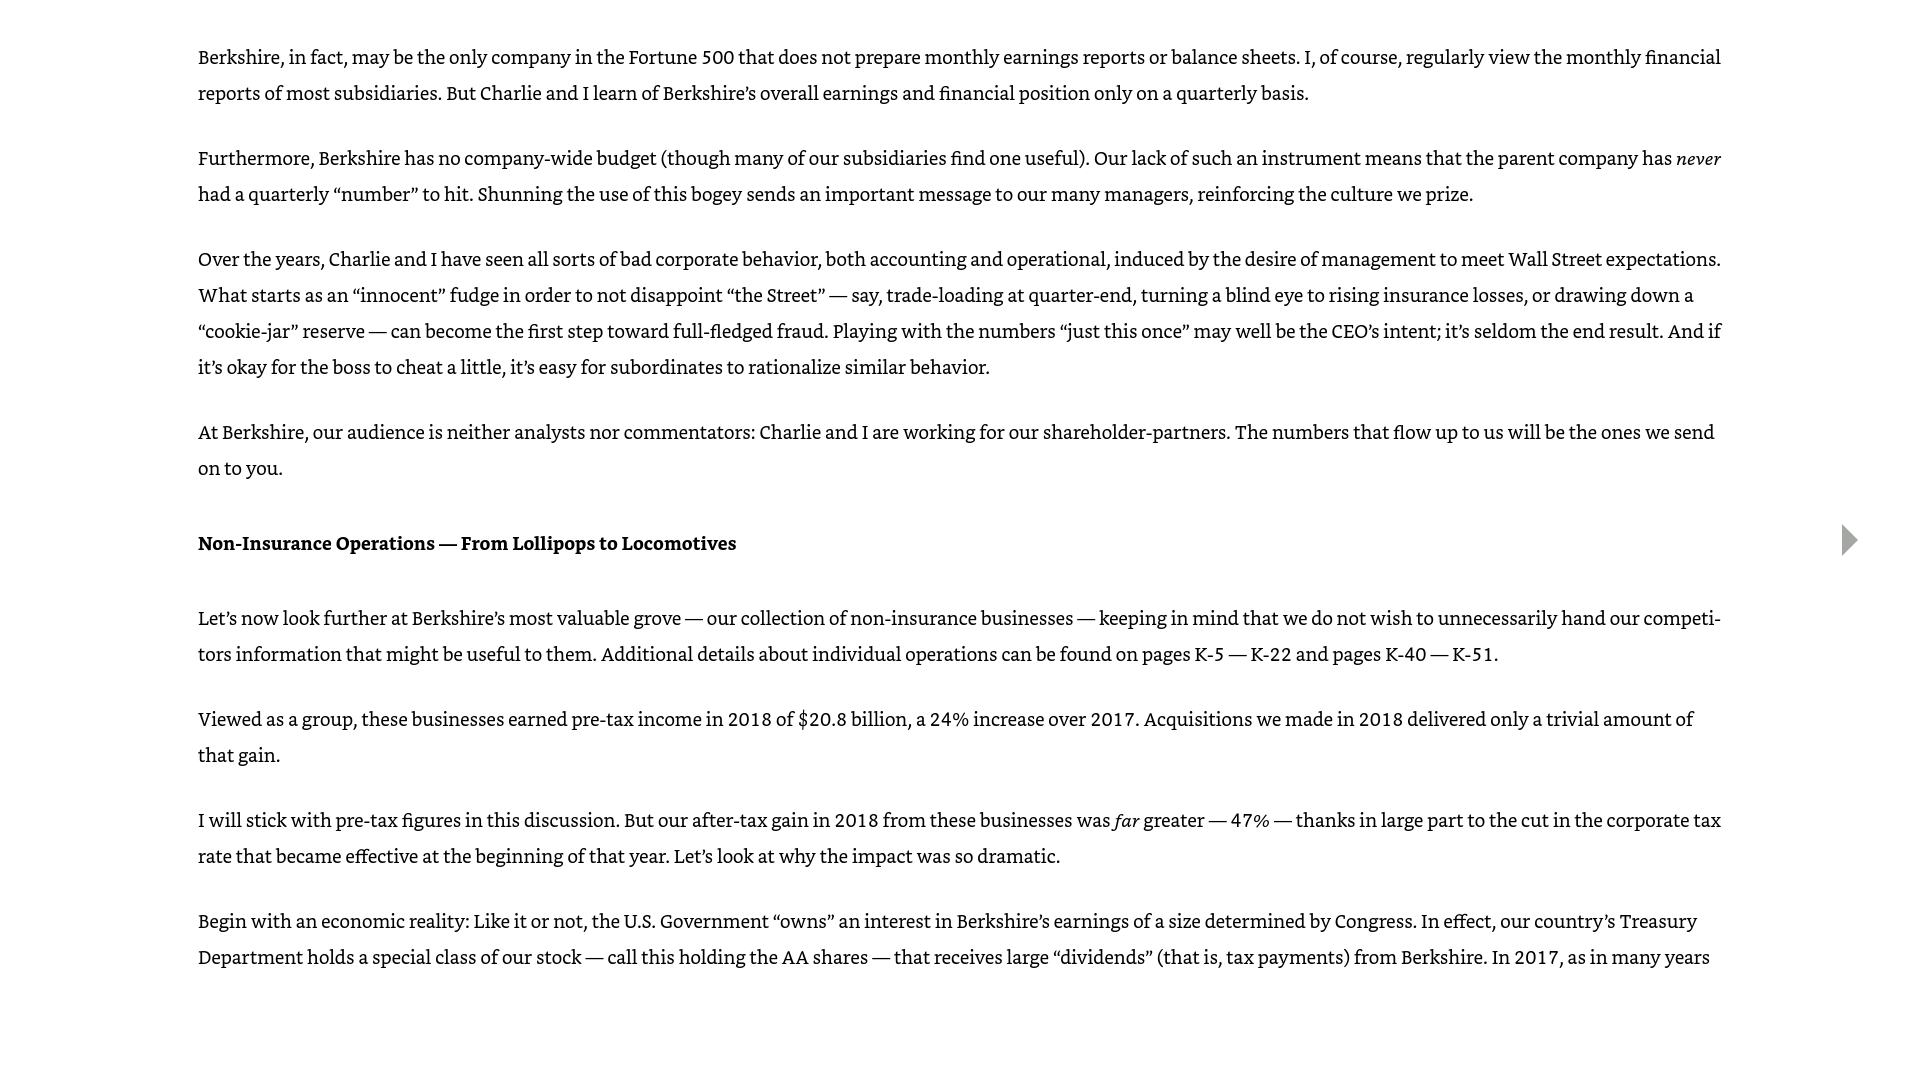 Berkshire, in fact, may be the only company in the Fortune 500 that does not prepare monthly earnings reports or balance sheets. I, of course, regularly view the monthly financial
reports of most subsidiaries. But Charlie and I learn of Berkshire’s overall earnings and financial position only on a quarterly basis.
Furthermore, Berkshire has no company-wide budget (though many of our subsidiaries find one useful). Our lack of such an instrument means that the parent company has never
had a quarterly “number” to hit. Shunning the use of this bogey sends an important message to our many managers, reinforcing the culture we prize.
Over the years, Charlie and I have seen all sorts of bad corporate behavior, both accounting and operational, induced by the desire of management to meet Wall Street expectations.
What starts as an “innocent” fudge in order to not disappoint “the Street” — say, trade-loading at quarter-end, turning a blind eye to rising insurance losses, or drawing down a
“cookie-jar” reserve — can become the first step toward full-fledged fraud. Playing with the numbers “just this once” may well be the CEO’s intent; it’s seldom the end result. And if
it’s okay for the boss to cheat a little, it’s easy for subordinates to rationalize similar behavior.
At Berkshire, our audience is neither analysts nor commentators: Charlie and I are working for our shareholder-partners. The numbers that flow up to us will be the ones we send
on to you.
Non-Insurance Operations — From Lollipops to Locomotives
Let’s now look further at Berkshire’s most valuable grove — our collection of non-insurance businesses — keeping in mind that we do not wish to unnecessarily hand our competi-
tors information that might be useful to them. Additional details about individual operations can be found on pages K-5 — K-22 and pages K-40 — K-51.
Viewed as a group, these businesses earned pre-tax income in 2018 of $20.8 billion, a 24% increase over 2017. Acquisitions we made in 2018 delivered only a trivial amount of
that gain.
I will stick with pre-tax figures in this discussion. But our after-tax gain in 2018 from these businesses was far greater — 47% — thanks in large part to the cut in the corporate tax
rate that became effective at the beginning of that year. Let’s look at why the impact was so dramatic.
Begin with an economic reality: Like it or not, the U.S. Government “owns” an interest in Berkshire’s earnings of a size determined by Congress. In effect, our country’s Treasury
Department holds a special class of our stock — call this holding the AA shares — that receives large “dividends” (that is, tax payments) from Berkshire. In 2017, as in many years